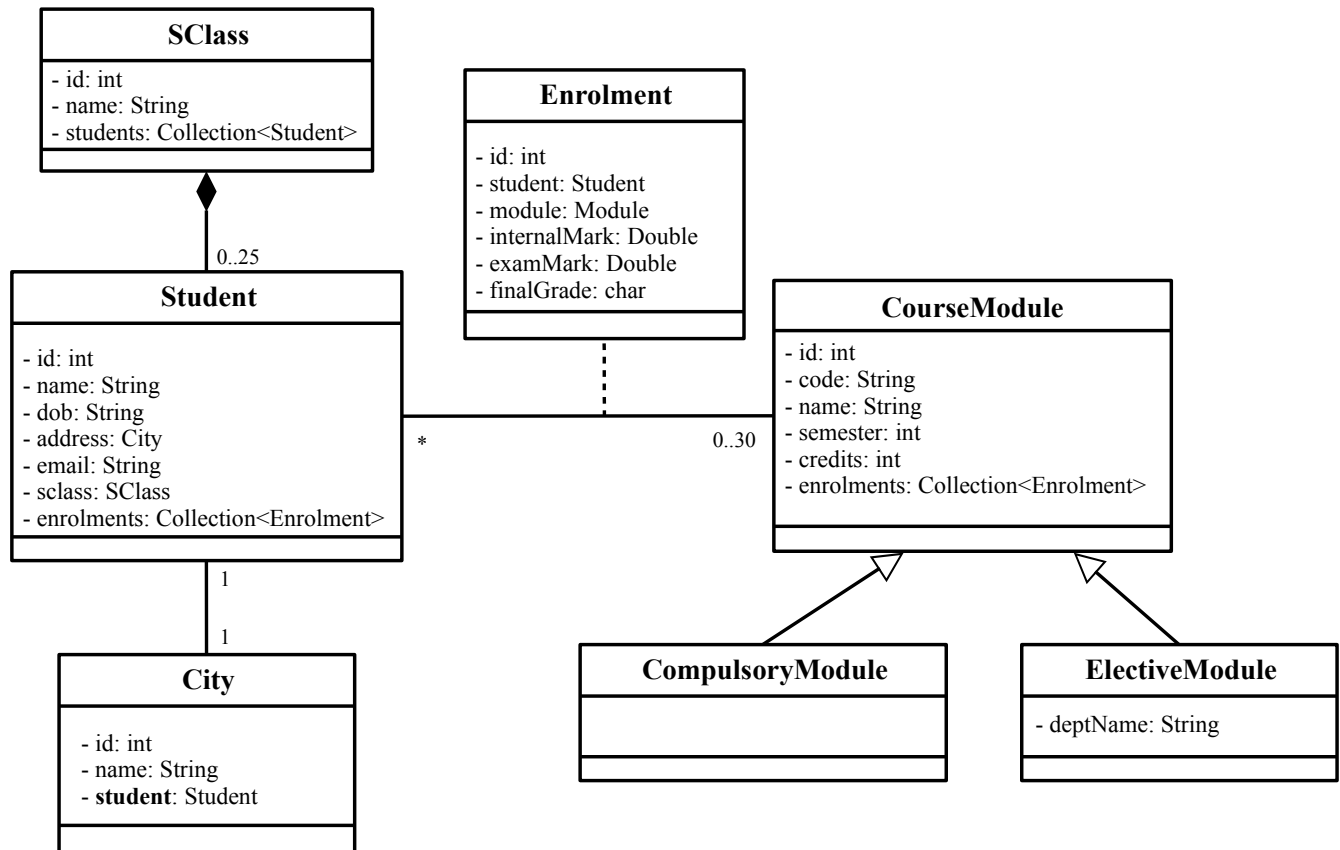 SClass
- id: int
- name: String
- students: Collection<Student>
0..25
Student
- id: int
- name: String
- dob: String
- address: City
- email: String
- sclass: SClass
- enrolments: Collection<Enrolment>
1
1
City
- id: int
- name: String
- student: Student
Enrolment
- id: int
- student: Student
- module: Module
- internalMark: Double
- examMark: Double
- finalGrade: char
*
0..30
CourseModule
- id: int
- code: String
- name: String
- semester: int
- credits: int
- enrolments: Collection<Enrolment>
CompulsoryModule
ElectiveModule
- deptName: String